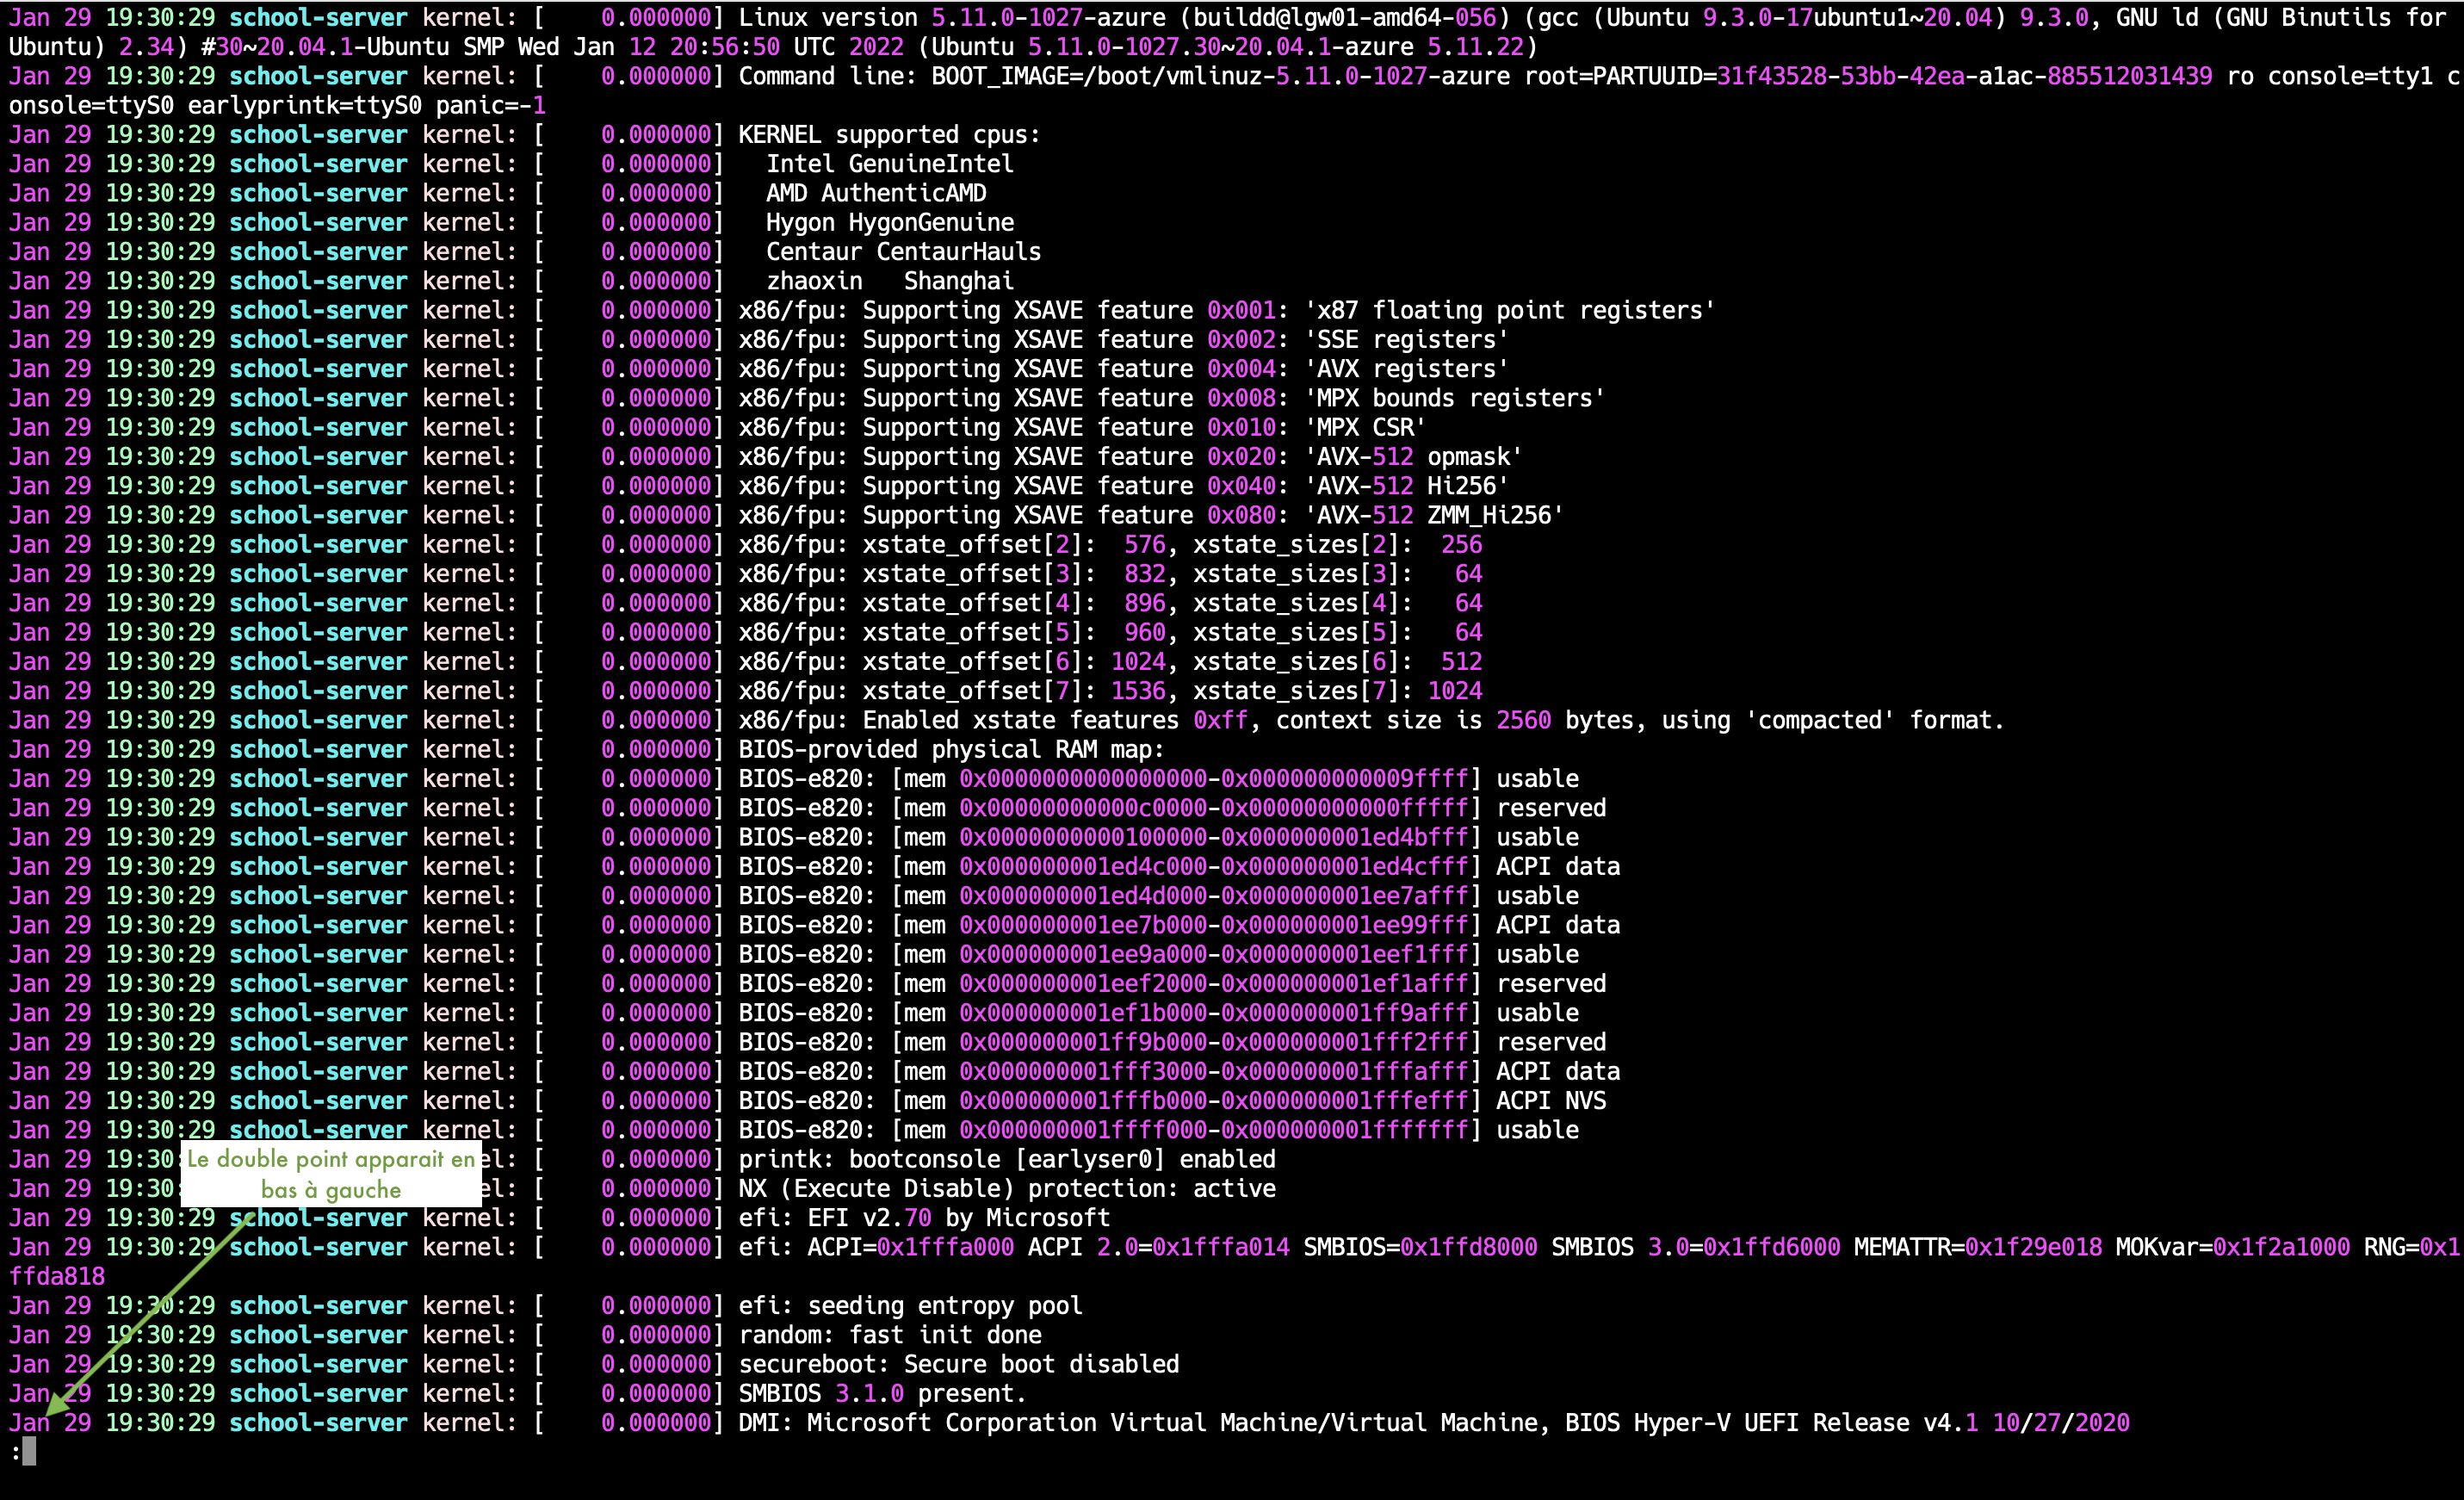 Jan 29 19:30:29 school-server kernel: [    0.000000] Linux version 5.11.0-1027-azure (buildd@lgw01-amd64-056) (gcc (Ubuntu 9.3.0-17ubuntu1~20.04) 9.3.0, GNU ld (GNU Binutils for
Ubuntu) 2.34) #30~20.04.1-Ubuntu SMP Wed Jan 12 20:56:50 UTC 2022 (Ubuntu 5.11.0-1027.30~20.04.1-azure 5.11.22)
Jan 29 19:30:29 school-server kernel: [    0.000000] Command line: BOOT_IMAGE=/boot/vmlinuz-5.11.0-1027-azure root=PARTUUID=31f43528-53bb-42ea-a1ac-885512031439 ro console=tty1 c
onsole=ttyS0 earlyprintk=ttyS0 panic=-1
Jan 29 19:30:29 school-server kernel: [    0.000000] KERNEL supported cpus:
Jan 29 19:30:29 school-server kernel: [    0.000000]   Intel GenuineIntel
Jan 29 19:30:29 school-server kernel: [    0.000000]   AMD AuthenticAMD
Jan 29 19:30:29 school-server kernel: [    0.000000]   Hygon HygonGenuine
Jan 29 19:30:29 school-server kernel: [    0.000000]   Centaur CentaurHauls
Jan 29 19:30:29 school-server kernel: [    0.000000]   zhaoxin   Shanghai
Jan 29 19:30:29 school-server kernel: [    0.000000] x86/fpu: Supporting XSAVE feature 0x001: 'x87 floating point registers'
Jan 29 19:30:29 school-server kernel: [    0.000000] x86/fpu: Supporting XSAVE feature 0x002: 'SSE registers'
Jan 29 19:30:29 school-server kernel: [    0.000000] x86/fpu: Supporting XSAVE feature 0x004: 'AVX registers'
Jan 29 19:30:29 school-server kernel: [    0.000000] x86/fpu: Supporting XSAVE feature 0x008: 'MPX bounds registers'
Jan 29 19:30:29 school-server kernel: [    0.000000] x86/fpu: Supporting XSAVE feature 0x010: 'MPX CSR'
Jan 29 19:30:29 school-server kernel: [    0.000000] x86/fpu: Supporting XSAVE feature 0x020: 'AVX-512 opmask'
Jan 29 19:30:29 school-server kernel: [    0.000000] x86/fpu: Supporting XSAVE feature 0x040: 'AVX-512 Hi256'
Jan 29 19:30:29 school-server kernel: [    0.000000] x86/fpu: Supporting XSAVE feature 0x080: 'AVX-512 ZMM_Hi256'
Jan 29 19:30:29 school-server kernel: [    0.000000] x86/fpu: xstate_offset[2]:  576, xstate_sizes[2]:  256
Jan 29 19:30:29 school-server kernel: [    0.000000] x86/fpu: xstate_offset[3]:  832, xstate_sizes[3]:   64
Jan 29 19:30:29 school-server kernel: [    0.000000] x86/fpu: xstate_offset[4]:  896, xstate_sizes[4]:   64
Jan 29 19:30:29 school-server kernel: [    0.000000] x86/fpu: xstate_offset[5]:  960, xstate_sizes[5]:   64
Jan 29 19:30:29 school-server kernel: [    0.000000] x86/fpu: xstate_offset[6]: 1024, xstate_sizes[6]:  512
Jan 29 19:30:29 school-server kernel: [    0.000000] x86/fpu: xstate_offset[7]: 1536, xstate_sizes[7]: 1024
Jan 29 19:30:29 school-server kernel: [    0.000000] x86/fpu: Enabled xstate features 0xff, context size is 2560 bytes, using 'compacted' format.
Jan 29 19:30:29 school-server kernel: [    0.000000] BIOS-provided physical RAM map:
Jan 29 19:30:29 school-server kernel: [    0.000000] BIOS-e820: [mem 0x0000000000000000-0x000000000009ffff] usable
Jan 29 19:30:29 school-server kernel: [    0.000000] BIOS-e820: [mem 0x00000000000c0000-0x00000000000fffff] reserved
Jan 29 19:30:29 school-server kernel: [    0.000000] BIOS-e820: [mem 0x0000000000100000-0x000000001ed4bfff] usable
Jan 29 19:30:29 school-server kernel: [    0.000000] BIOS-e820: [mem 0x000000001ed4c000-0x000000001ed4cfff] ACPI data
Jan 29 19:30:29 school-server kernel: [    0.000000] BIOS-e820: [mem 0x000000001ed4d000-0x000000001ee7afff] usable
Jan 29 19:30:29 school-server kernel: [    0.000000] BIOS-e820: [mem 0x000000001ee7b000-0x000000001ee99fff] ACPI data
Jan 29 19:30:29 school-server kernel: [    0.000000] BIOS-e820: [mem 0x000000001ee9a000-0x000000001eef1fff] usable
Jan 29 19:30:29 school-server kernel: [    0.000000] BIOS-e820: [mem 0x000000001eef2000-0x000000001ef1afff] reserved
Jan 29 19:30:29 school-server kernel: [    0.000000] BIOS-e820: [mem 0x000000001ef1b000-0x000000001ff9afff] usable
Jan 29 19:30:29 school-server kernel: [    0.000000] BIOS-e820: [mem 0x000000001ff9b000-0x000000001fff2fff] reserved
Jan 29 19:30:29 school-server kernel: [    0.000000] BIOS-e820: [mem 0x000000001fff3000-0x000000001fffafff] ACPI data
Jan 29 19:30:29 school-server kernel: [    0.000000] BIOS-e820: [mem 0x000000001fffb000-0x000000001fffefff] ACPI NVS
Jan 29 19:30:29 school-server kernel: [    0.000000] BIOS-e820: [mem 0x000000001ffff000-0x000000001fffffff] usable
Jan 29 19:30: Le double point apparait en el: [    0.000000] printk: bootconsole [earlyser0] enabled
Jan 29 19:30: bas à gauche el: [    0.000000] NX (Execute Disable) protection: active
Jan 29 19:30:29 school-server kernel: [    0.000000] efi: EFI v2.70 by Microsoft
Jan 29 19:30:29 school-server kernel: [    0.000000] efi: ACPI=0x1fffa000 ACPI 2.0=0x1fffa014 SMBIOS=0x1ffd8000 SMBIOS 3.0=0x1ffd6000 MEMATTR=0x1f29e018 MOKvar=0x1f2a1000 RNG=0x1
ffda818
Jan 29 19:30:29 school-server kernel: [    0.000000] efi: seeding entropy pool
Jan 29 19:30:29 school-server kernel: [    0.000000] random: fast init done
Jan 29 19:30:29 school-server kernel: [    0.000000] secureboot: Secure boot disabled
Jan 29 19:30:29 school-server kernel: [    0.000000] SMBIOS 3.1.0 present.
Jan 29 19:30:29 school-server kernel: [    0.000000] DMI: Microsoft Corporation Virtual Machine/Virtual Machine, BIOS Hyper-V UEFI Release v4.1 10/27/2020
: